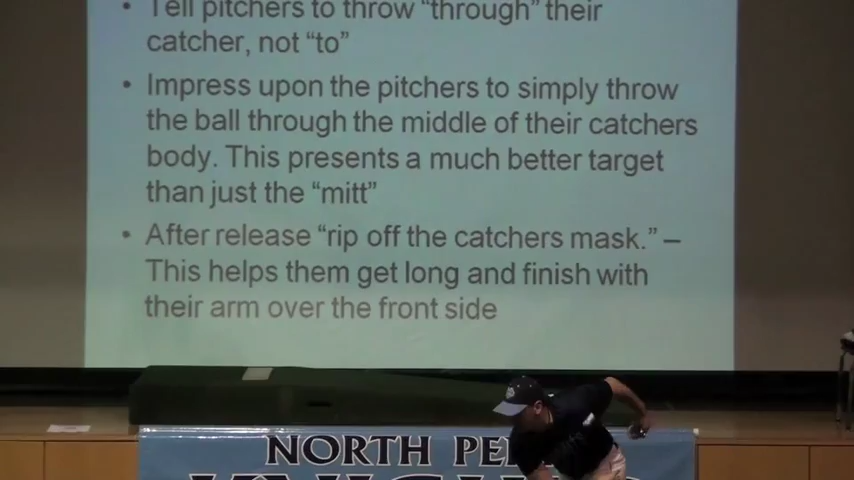 • Tell pitchers to throw “through” their
catcher, not “to”
• Impress upon the pitchers to simply throw
the ball through the middle of their catchers
body. This presents a much better target
than just the “mitt”
• After release “rip off the catchers mask.” –
This helps them get long and finish with
their arm over the front side
NORTH